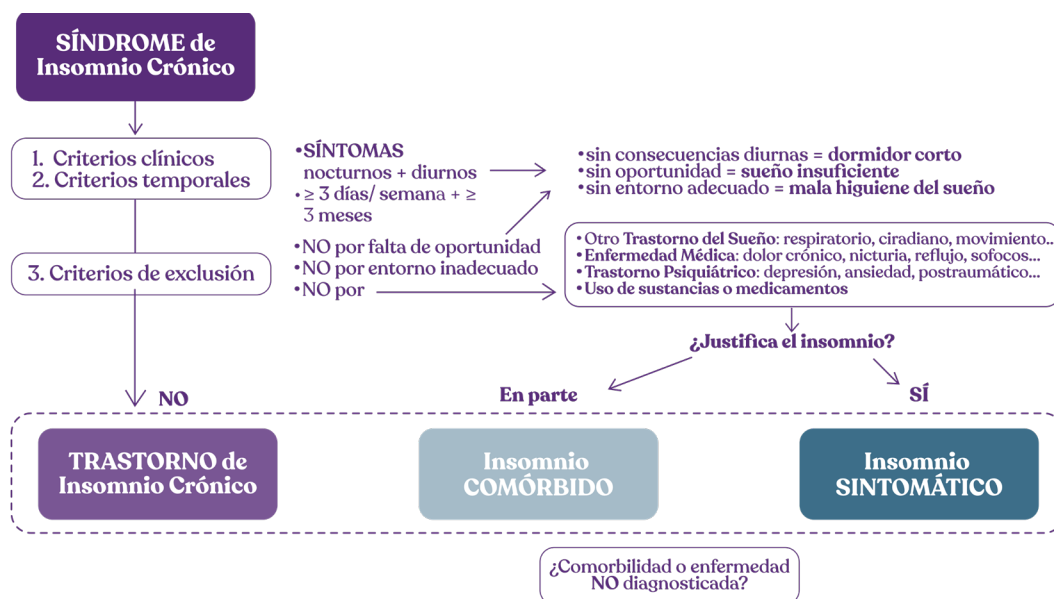 SÍNDROME de
Insomnio Crónico
1. Criterios clínicos
2. Criterios temporales
3. Criterios de exclusión
•SÍNTOMAS
nocturnos + diurnos
•≥ 3 días/ semana + ≥
3 meses
•NO por falta de oportunidad
•NO por entorno inadecuado
•NO por
•sin consecuencias diurnas = dormidor corto
•sin oportunidad = sueño insuficiente
•sin entorno adecuado = mala higuiene del sueño
•Otro Trastorno del Sueño: respiratorio, ciradiano, movimiento...
•Enfermedad Médica: dolor crónico, nicturia, reflujo, sofocos...
•Trastorno Psiquiátrico: depresión, ansiedad, postraumático...
•Uso de sustancias o medicamentos
¿Justifica el insomnio?
NO
En parte
SÍ
TRASTORNO de
Insomnio Crónico
Insomnio
COMÓRBIDO
Insomnio
SINTOMÁTICO
¿Comorbilidad o enfermedad
NO diagnosticada?